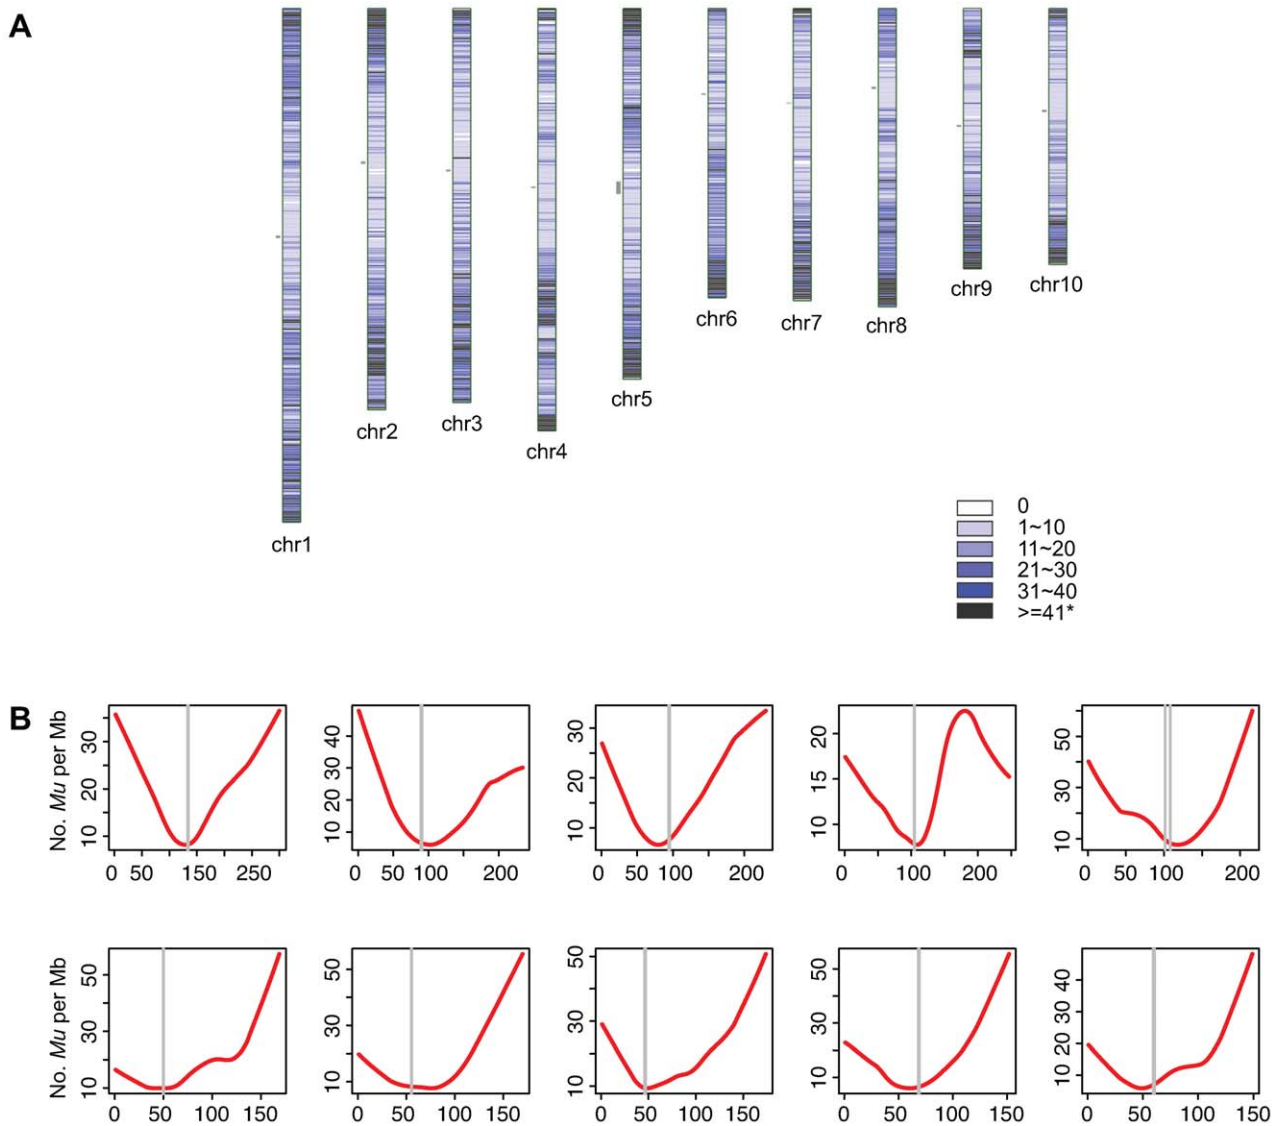 A
chr1
chr2
chr3
chr4
chr5
chr6
chr7
chr8
chr9
chr10
0
1~10
11~20
21~30
31~40
>=41*
B
No. Mu per Mb
10 20 30
0 50 150 250
10 20 30 40
0 50 100 200
10 20 30
0 50 100 200
10 15 20
0 100 200
10 30 50
0 50 100 200
No. Mu per Mb
10 30 50
0 50 100 150
10 30 50
0 50 100 150
10 30 50
0 50 100 150
10 30 50
0 50 100 150
10 20 30 40
0 50 100 150